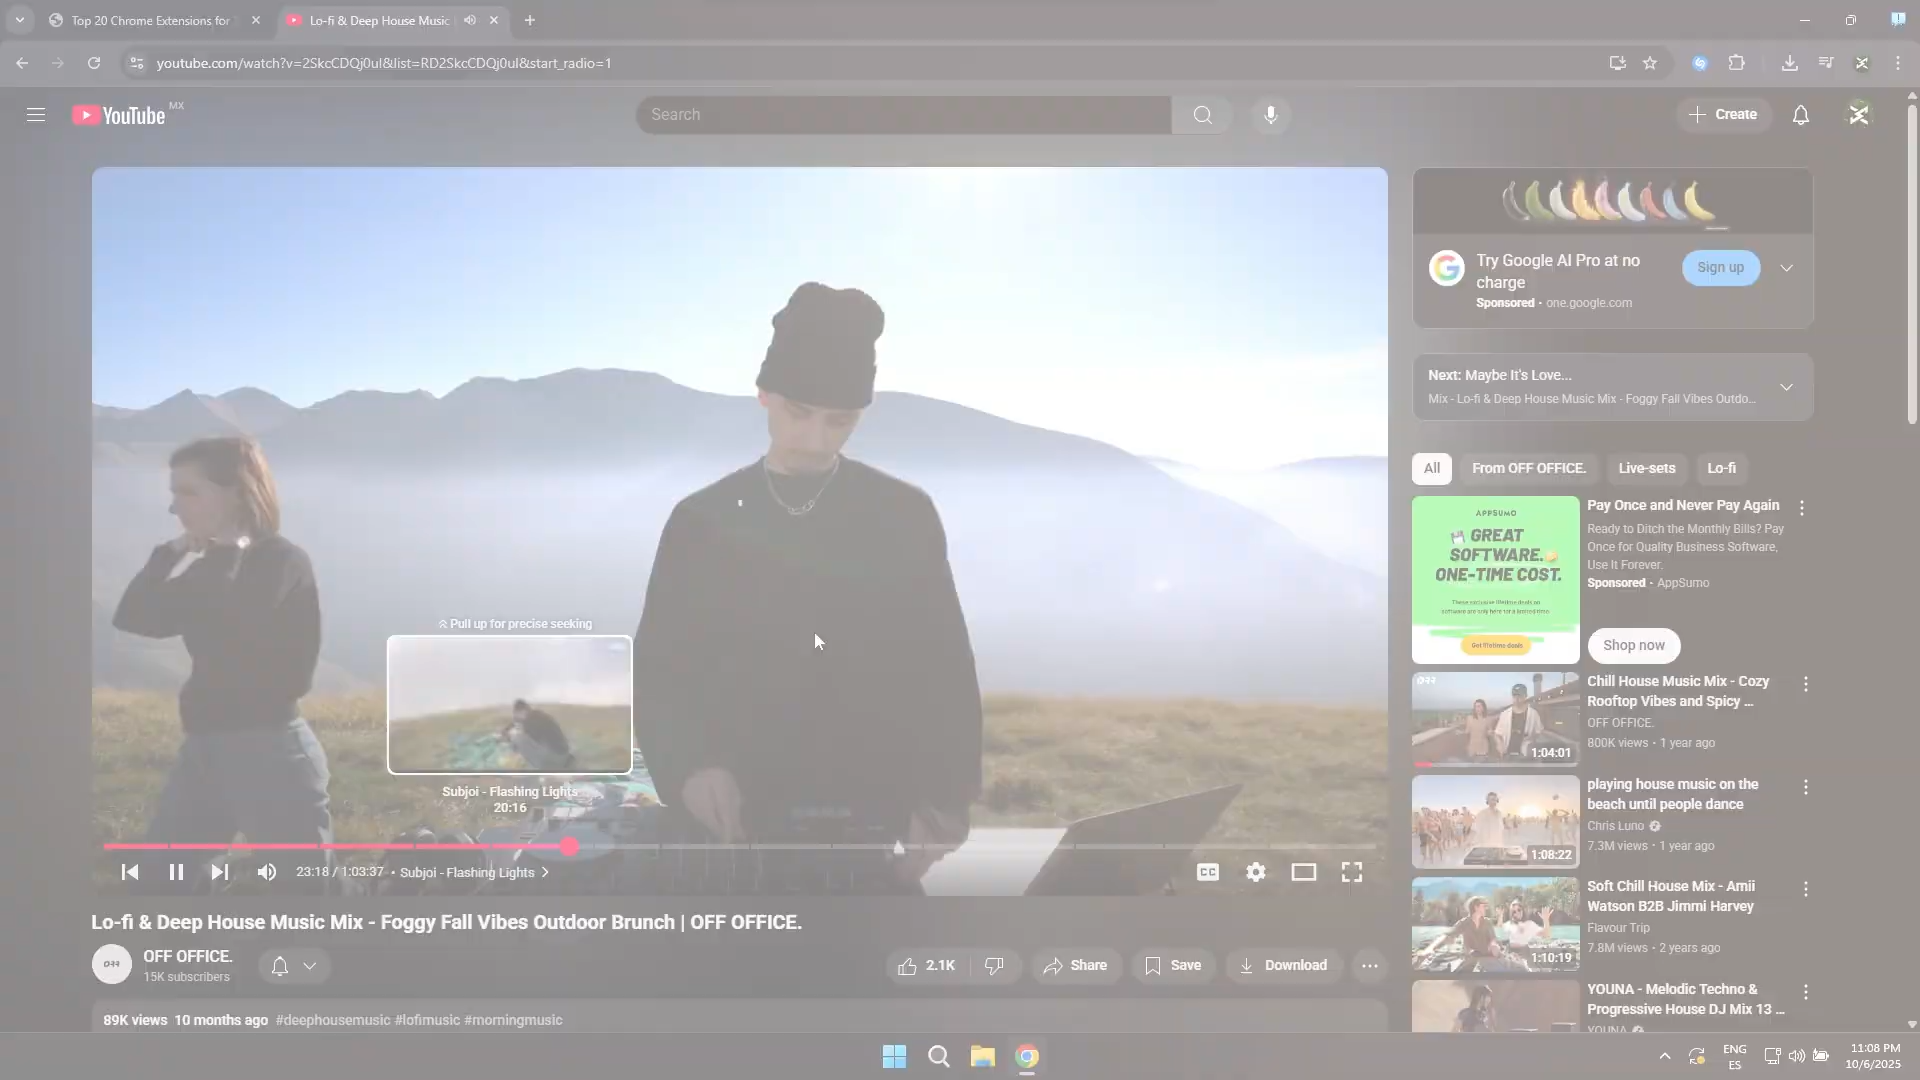 Top 20 Chrome Extensions for
Lo-fi & Deep House Music
youtube.com/watch?v=2SkcCDQj0uI&list=RD2SkcCDQj0uI&start_radio=1
YouTube MX
Search
Create
Try Google AI Pro at no
charge
Sponsored · one.google.com
Sign up
Next: Maybe It's Love...
Mix - Lo-fi & Deep House Music Mix - Foggy Fall Vibes Outdo...
All
From OFF OFFICE.
Live-sets
Lo-fi
APPSUMO
GREAT
SOFTWARE.
ONE-TIME COST.
Get lifetime deals
Pay Once and Never Pay Again
Ready to Ditch the Monthly Bills? Pay
Once for Quality Business Software,
Use It Forever.
Sponsored · AppSumo
Shop now
Chill House Music Mix - Cozy
Rooftop Vibes and Spicy ...
OFF OFFICE.
800K views · 1 year ago
1:04:01
playing house music on the
beach until people dance
Chris Luno
7.3M views · 1 year ago
1:08:22
Soft Chill House Mix - Amii
Watson B2B Jimmi Harvey
Flavour Trip
7.8M views · 2 years ago
1:10:19
YOUNA - Melodic Techno &
Progressive House DJ Mix 13 ...
YOUNA
Pull up for precise seeking
Subjoi - Flashing Lights
20:16
23:18 / 1:03:37 · Subjoi - Flashing Lights
CC
Lo-fi & Deep House Music Mix - Foggy Fall Vibes Outdoor Brunch | OFF OFFICE.
OFF OFFICE.
15K subscribers
2.1K
Share
Save
Download
89K views 10 months ago #deephousemusic #lofimusic #morningmusic
ENG
ES
11:08 PM
10/6/2025